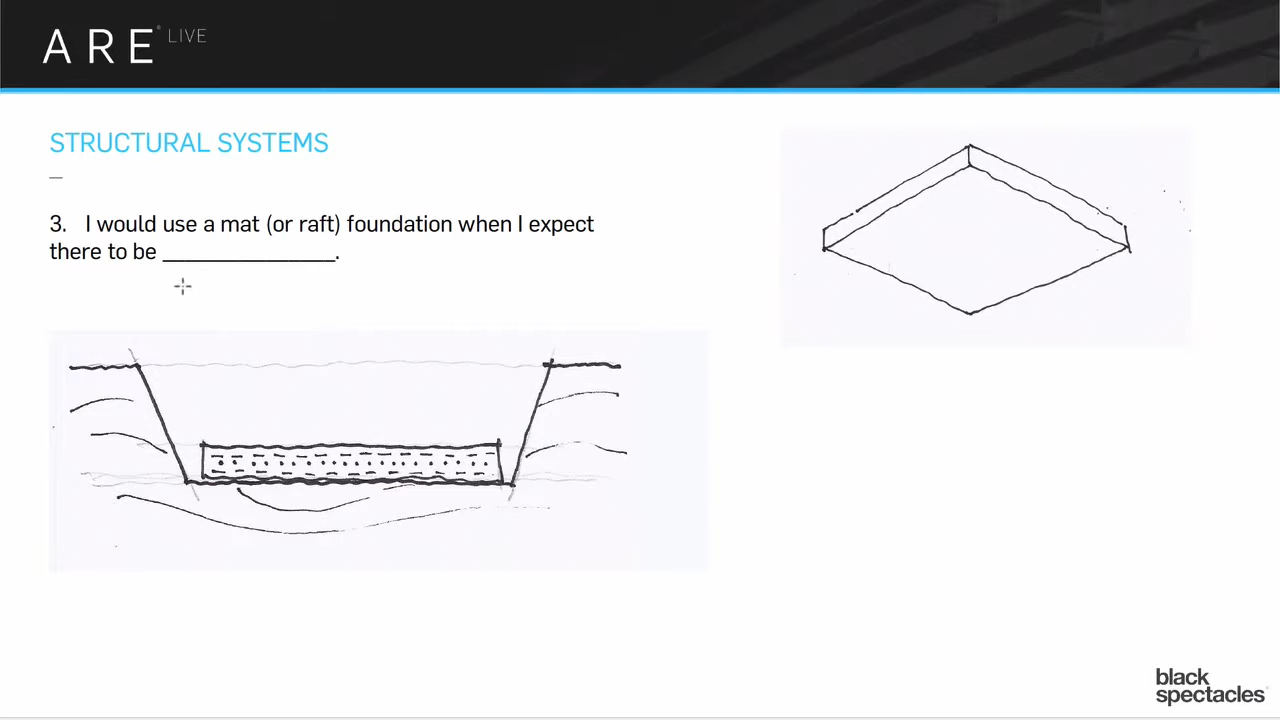 ARE® LIVE
STRUCTURAL SYSTEMS
3. I would use a mat (or raft) foundation when I expect
there to be _______________.
black
spectacles